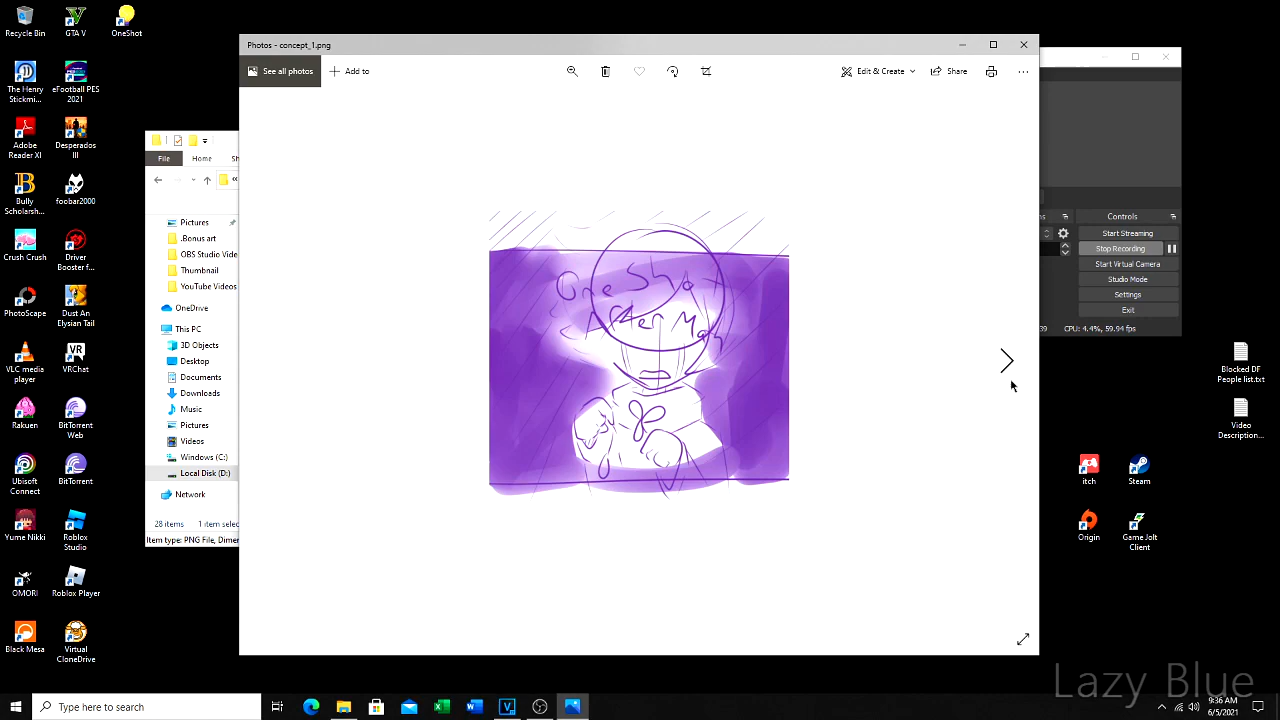 Recycle Bin
GTA V
OneShot
The Henry Stickmi...
eFootball PES 2021
Adobe Reader XI
Desperados III
Bully Scholarsh...
foobar2000
Crush Crush
Driver Booster f...
PhotoScape
Dust An Elysian Tail
VLC media player
VRChat
Rakuen
BitTorrent Web
Ubisoft Connect
BitTorrent
Yume Nikki
Roblox Studio
OMORI
Roblox Player
Black Mesa
Virtual CloneDrive
File
Home
Sh
«
Pictures
.Bonus art
OBS Studio Vide
Thumbnail
YouTube Videos
OneDrive
This PC
3D Objects
Desktop
Documents
Downloads
Music
Pictures
Videos
Windows (C:)
Local Disk (D:)
Network
28 items
1 item selec
Item type: PNG File, Dimer
Photos - concept_1.png
See all photos
Add to
Edit & Create
Share
OneShot
ns
Controls
Start Streaming
Stop Recording
Start Virtual Camera
Studio Mode
Settings
Exit
39
CPU: 4.4%, 59.94 fps
Blocked DF People list.txt
Video Description...
itch
Steam
Origin
Game Jolt Client
Lazy Blue
Type here to search
9:36 AM
6/5/2021